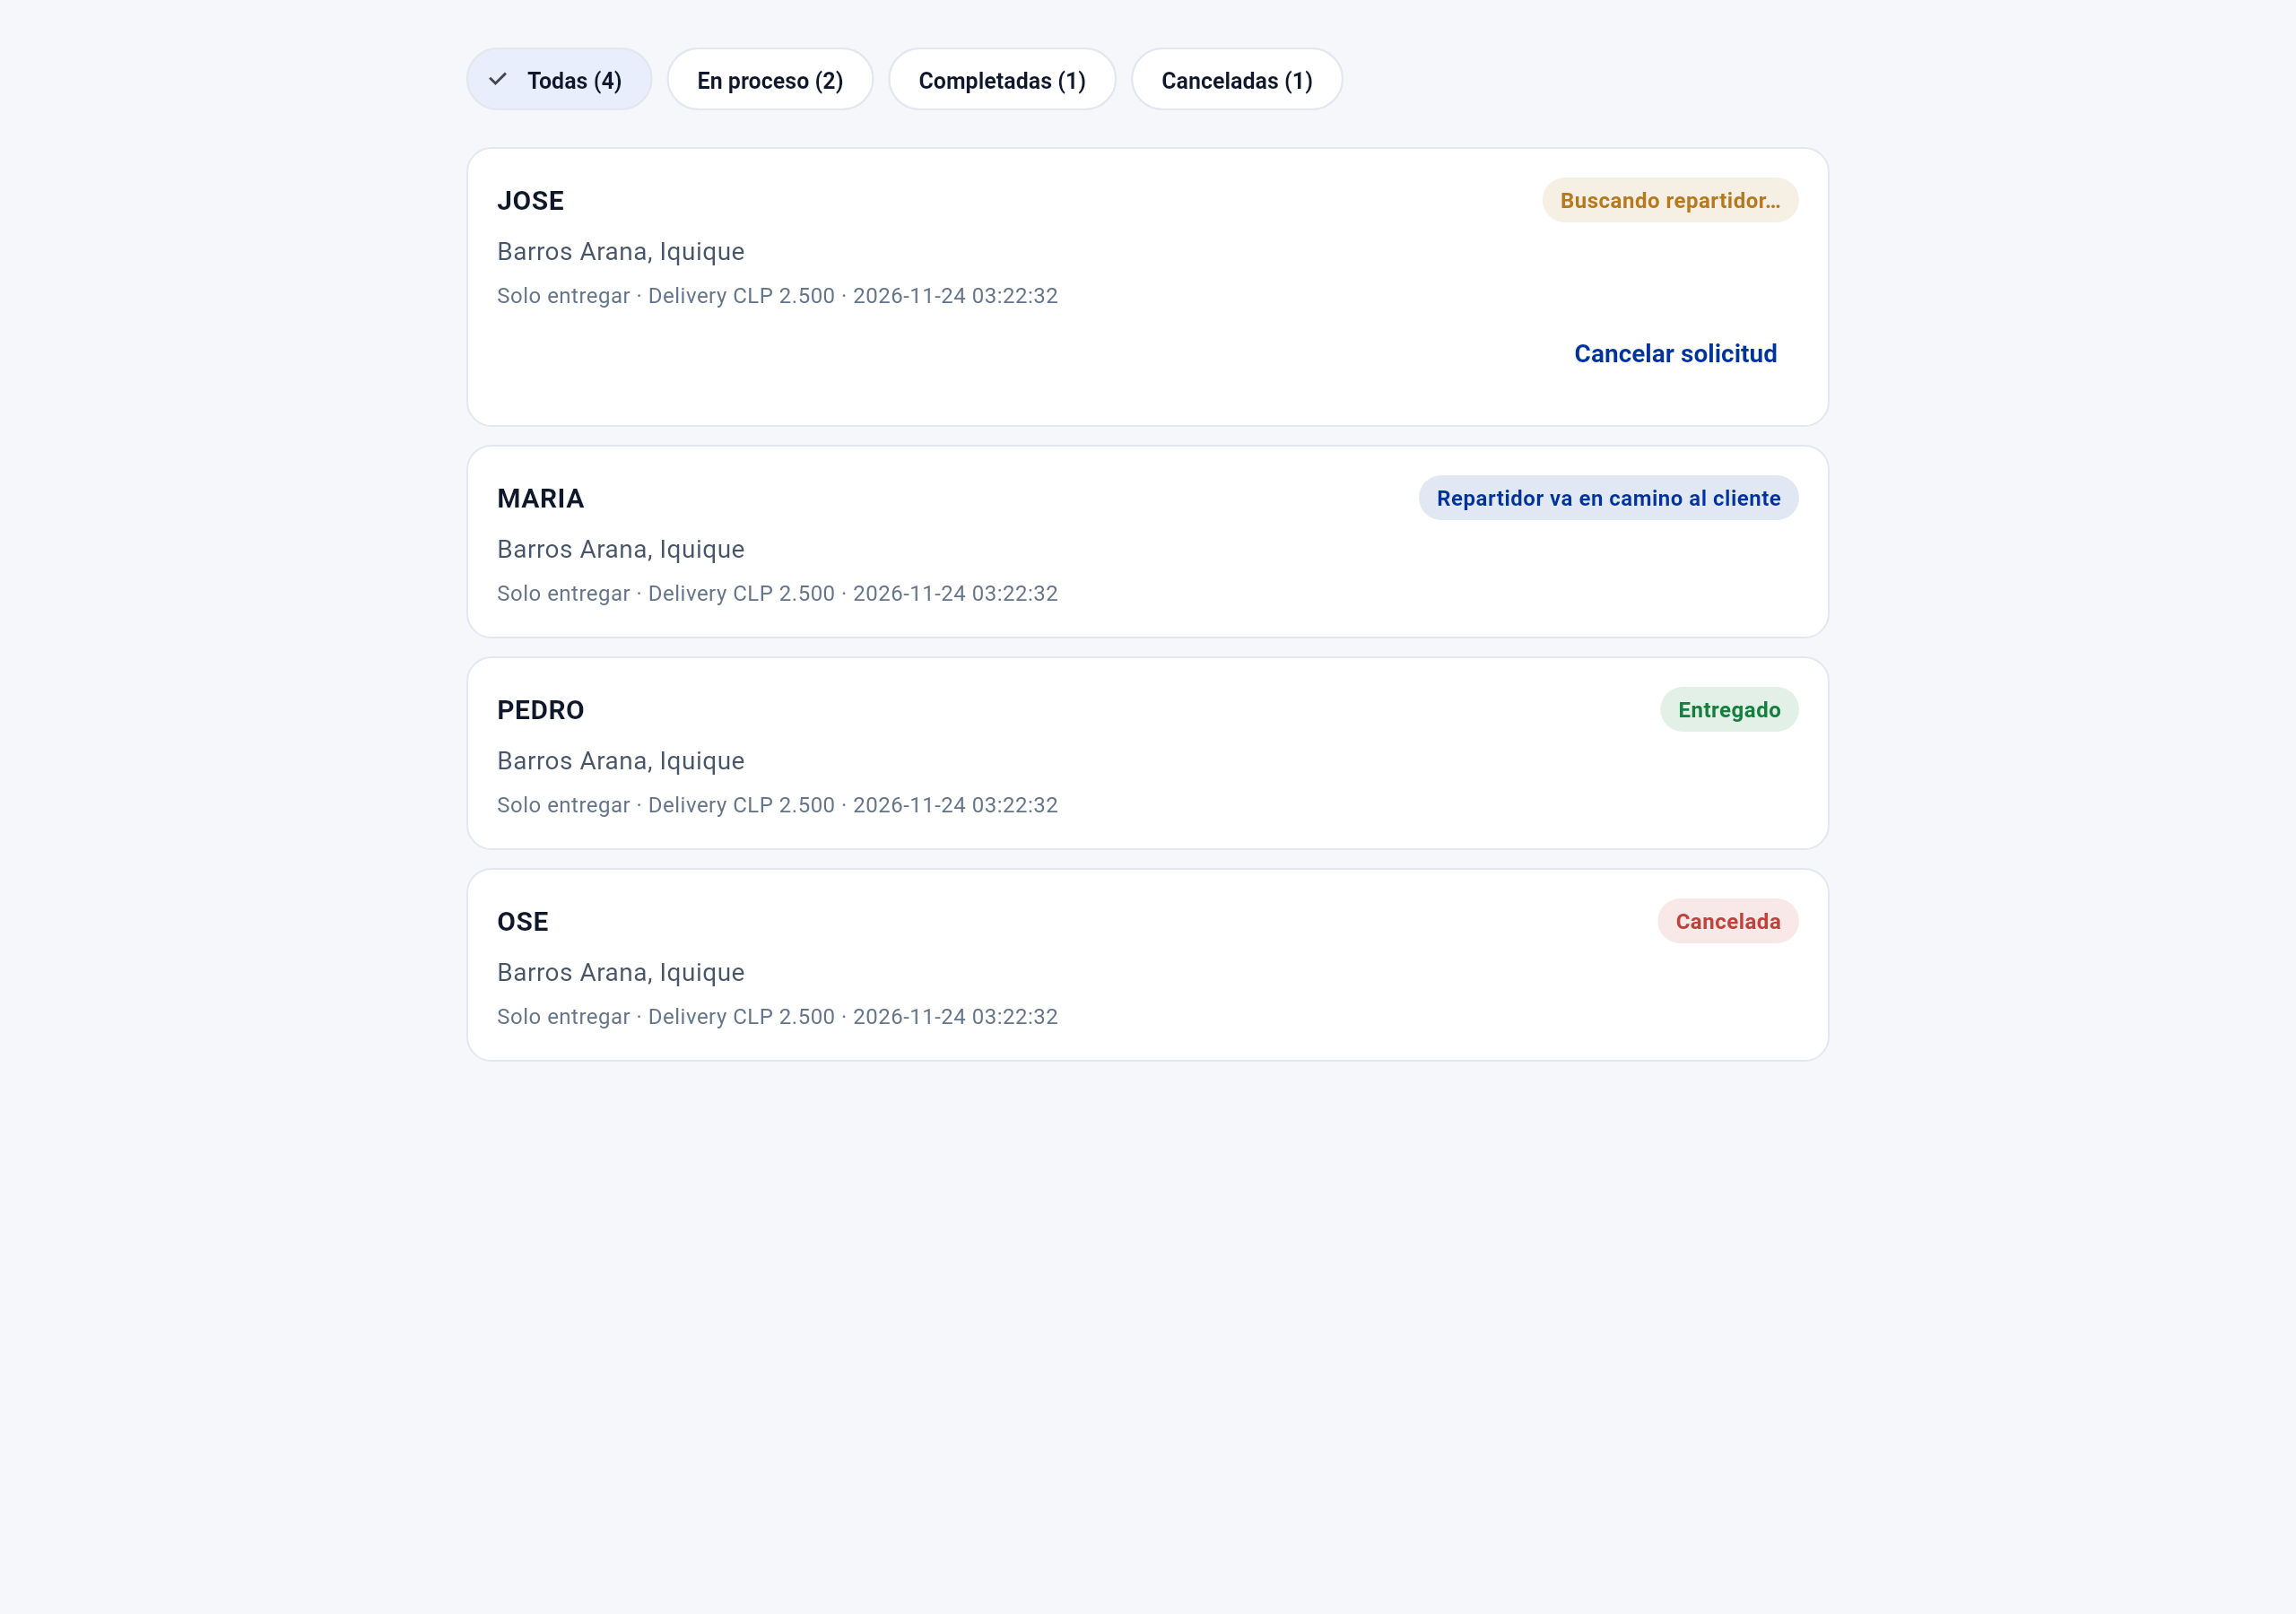 Todas (4) En proceso (2) Completadas (1) Canceladas (1)
JOSE Buscando repartidor…
Barros Arana, Iquique
Solo entregar · Delivery CLP 2.500 · 2026-11-24 03:22:32
Cancelar solicitud
MARIA Repartidor va en camino al cliente
Barros Arana, Iquique
Solo entregar · Delivery CLP 2.500 · 2026-11-24 03:22:32
PEDRO Entregado
Barros Arana, Iquique
Solo entregar · Delivery CLP 2.500 · 2026-11-24 03:22:32
OSE Cancelada
Barros Arana, Iquique
Solo entregar · Delivery CLP 2.500 · 2026-11-24 03:22:32